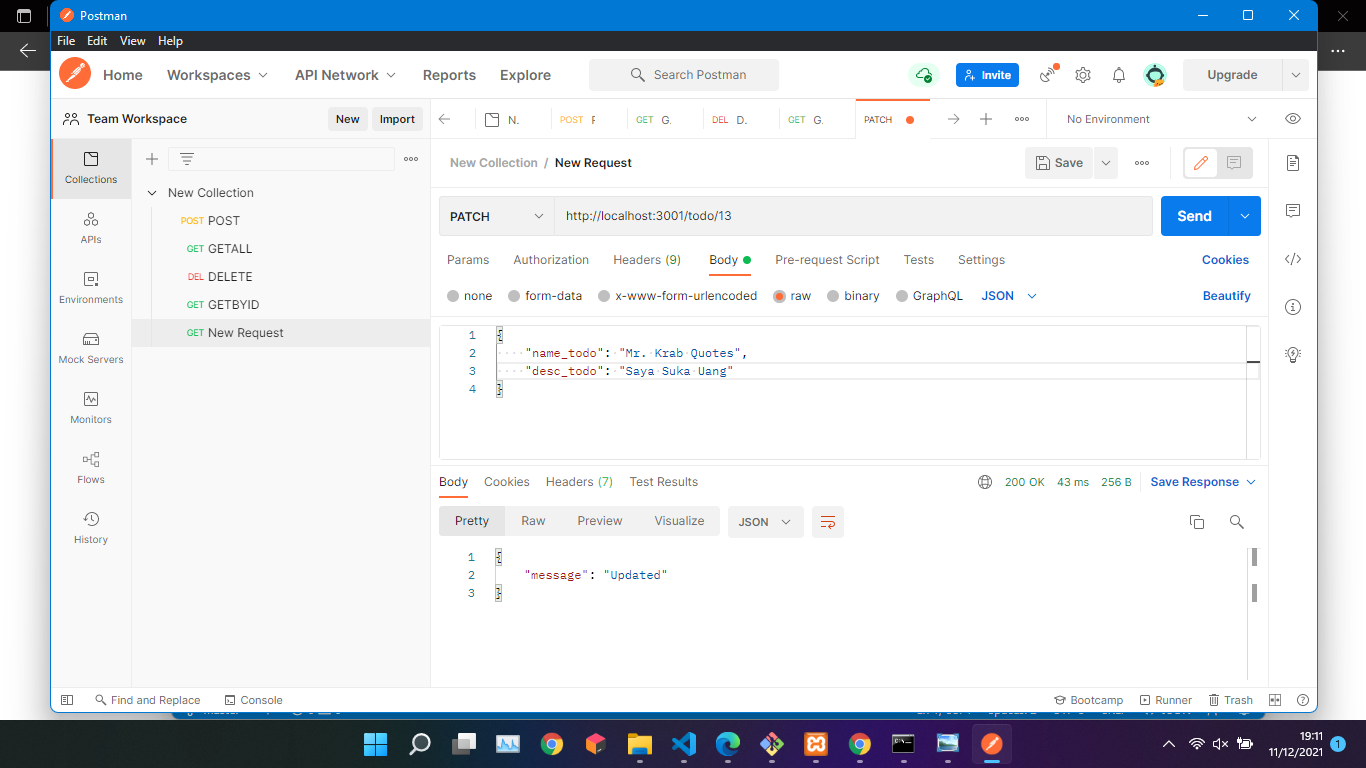 Postman
File Edit View Help
Home Workspaces API Network Reports Explore Search Postman Invite Upgrade
Team Workspace New Import N. POST F GET G. DEL D. GET G. PATCH No Environment
New Collection / New Request Save
Collections
APIs
Environments
Mock Servers
Monitors
Flows
History
New Collection
POST POST
GET GETALL
DEL DELETE
GET GETBYID
GET New Request
PATCH http://localhost:3001/todo/13 Send
Params Authorization Headers (9) Body Pre-request Script Tests Settings Cookies
none form-data x-www-form-urlencoded raw binary GraphQL JSON Beautify
1 {
2 "name_todo": "Mr. Krab Quotes",
3 "desc_todo": "Saya Suka Uang"
4 }
Body Cookies Headers (7) Test Results 200 OK 43 ms 256 B Save Response
Pretty Raw Preview Visualize JSON
1 {
2 "message": "Updated"
3 }
Find and Replace Console Bootcamp Runner Trash
19:11
11/12/2021 1